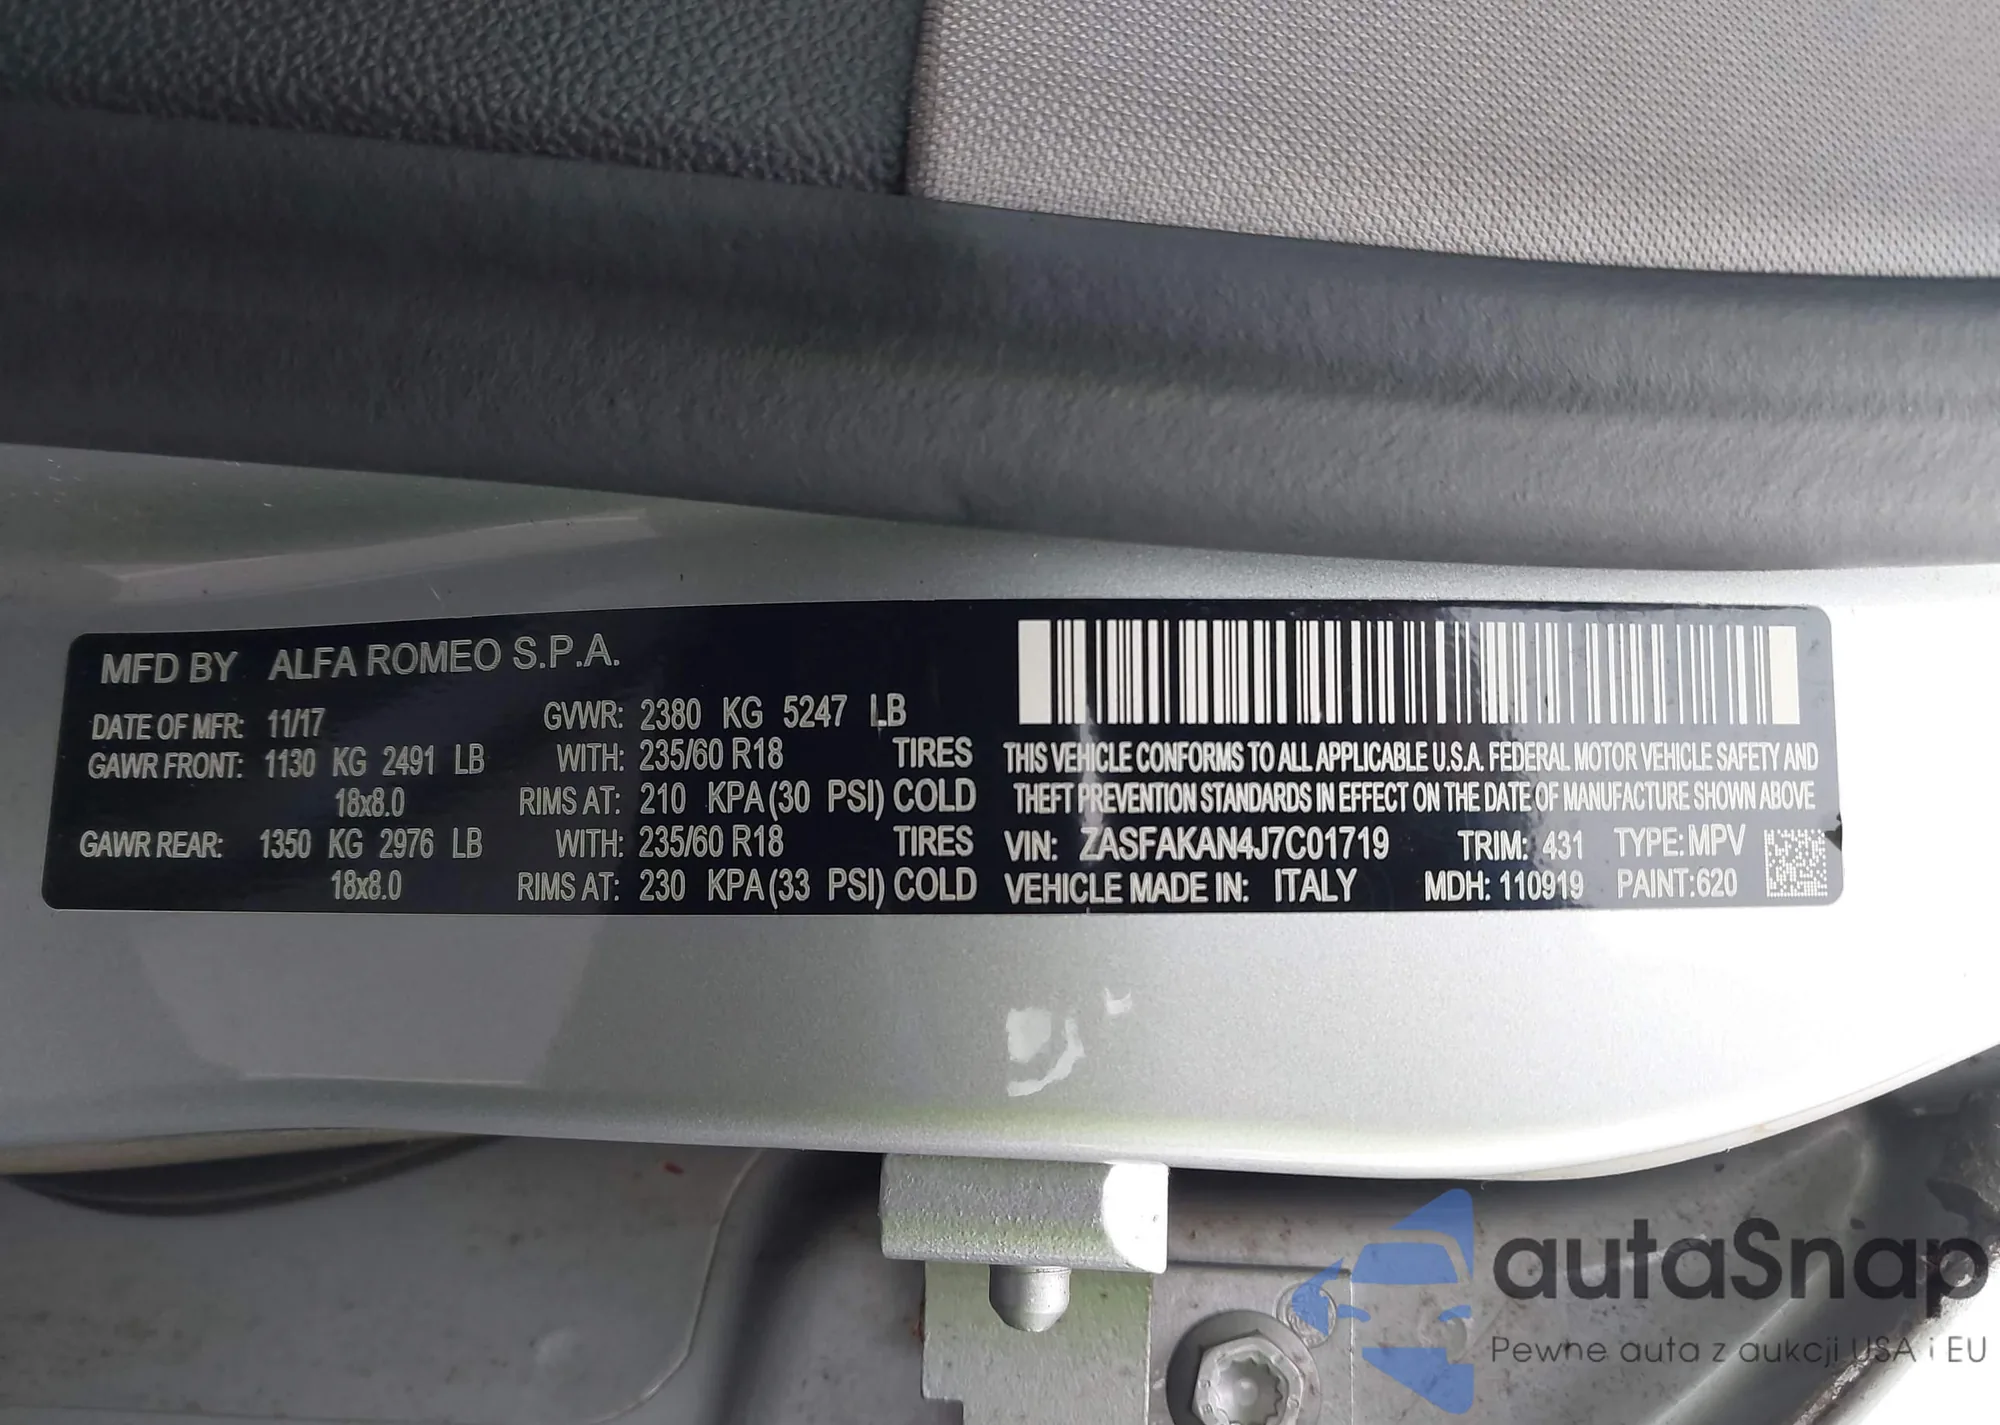 MFD BY ALFA ROMEO S.P.A.
DATE OF MFR: 11/17 GVWR: 2380 KG 5247 LB
GAWR FRONT: 1130 KG 2491 LB WITH: 235/60 R18 TIRES
18x8.0 RIMS AT: 210 KPA(30 PSI) COLD
GAWR REAR: 1350 KG 2976 LB WITH: 235/60 R18 TIRES
18x8.0 RIMS AT: 230 KPA(33 PSI) COLD
THIS VEHICLE CONFORMS TO ALL APPLICABLE U.S.A. FEDERAL MOTOR VEHICLE SAFETY AND
THEFT PREVENTION STANDARDS IN EFFECT ON THE DATE OF MANUFACTURE SHOWN ABOVE
VIN: ZASFAKAN4J7C01719 TRIM: 431 TYPE: MPV
VEHICLE MADE IN: ITALY MDH: 110919 PAINT: 620
autaSnap
Pewne auta z aukcji USA i EU